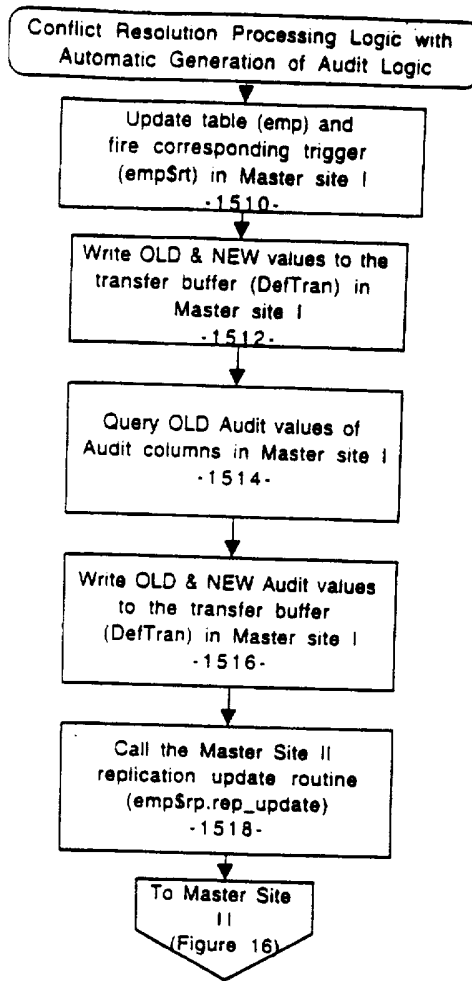 Conflict Resolution Processing Logic with
Automatic Generation of Audit Logic
Update table (emp) and
fire corresponding trigger
(emp$rt) in Master site I
-1510-
Write OLD & NEW values to the
transfer buffer (DefTran) in
Master site I
-1512-
Query OLD Audit values of
Audit columns in Master site I
-1514-
Write OLD & NEW Audit values
to the transfer buffer
(DefTran) in Master site I
-1516-
Call the Master Site II
replication update routine
(emp$rp.rep_update)
-1518-
To Master Site
II
(Figure 16)